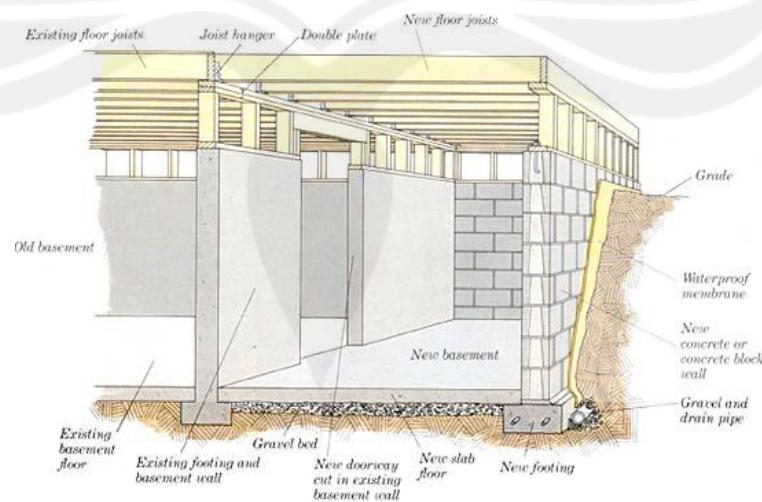 Existing floor joists
Joist hanger
Double plate
New floor joists
Grade
Old basement
Waterproof
membrane
New
concrete or
concrete block
wall
New basement
Gravel and
drain pipe
Existing
basement
floor
Existing footing and
basement wall
Gravel bed
New doorway
cut in existing
basement wall
New slab
floor
New footing